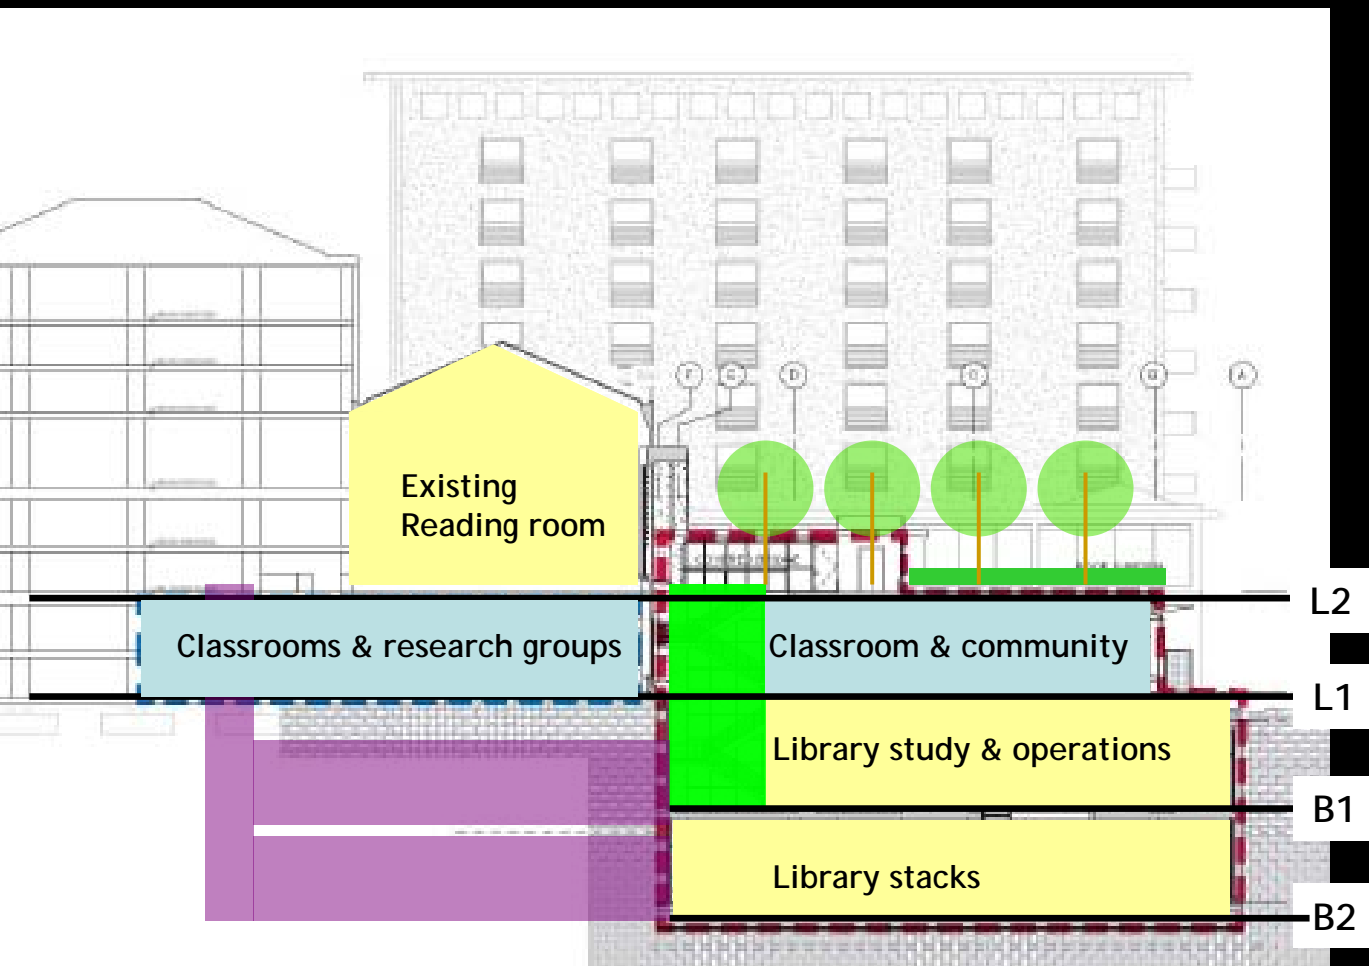 F
D
A
Existing
Reading room
L2
Classrooms & research groups
Classroom & community
L1
Library study & operations
B1
Library stacks
B2